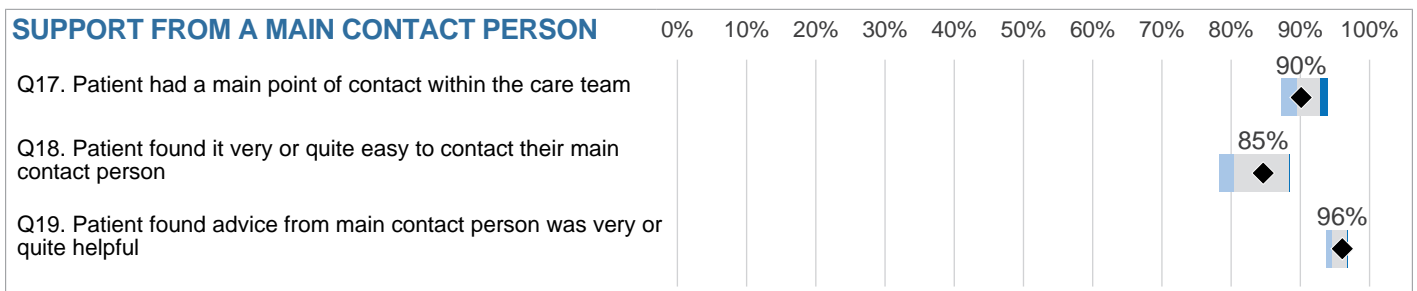 SUPPORT FROM A MAIN CONTACT PERSON 0% 10% 20% 30% 40% 50% 60% 70% 80% 90% 100%
Q17. Patient had a main point of contact within the care team
90%
Q18. Patient found it very or quite easy to contact their main
contact person
85%
Q19. Patient found advice from main contact person was very or
quite helpful
96%